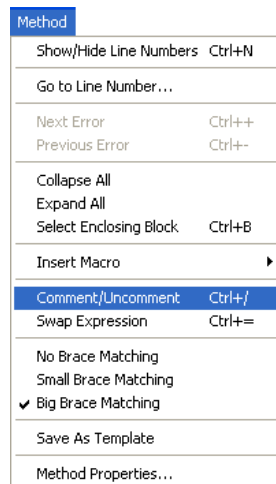 Method
Show/Hide Line Numbers Ctrl+N
Go to Line Number...
Next Error Ctrl++
Previous Error Ctrl+-
Collapse All
Expand All
Select Enclosing Block Ctrl+B
Insert Macro
Comment/Uncomment Ctrl+/
Swap Expression Ctrl+=
No Brace Matching
Small Brace Matching
Big Brace Matching
Save As Template
Method Properties...